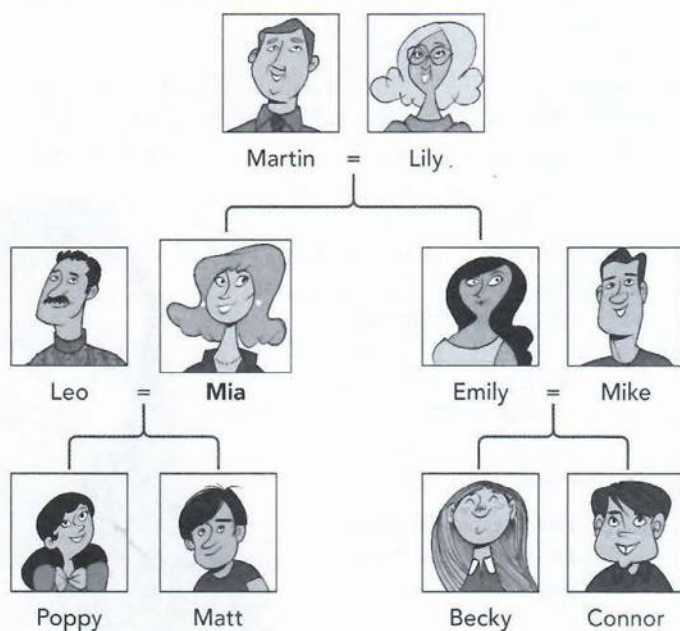 Martin = Lily
Leo = Mia
Emily = Mike
Poppy
Matt
Becky
Connor